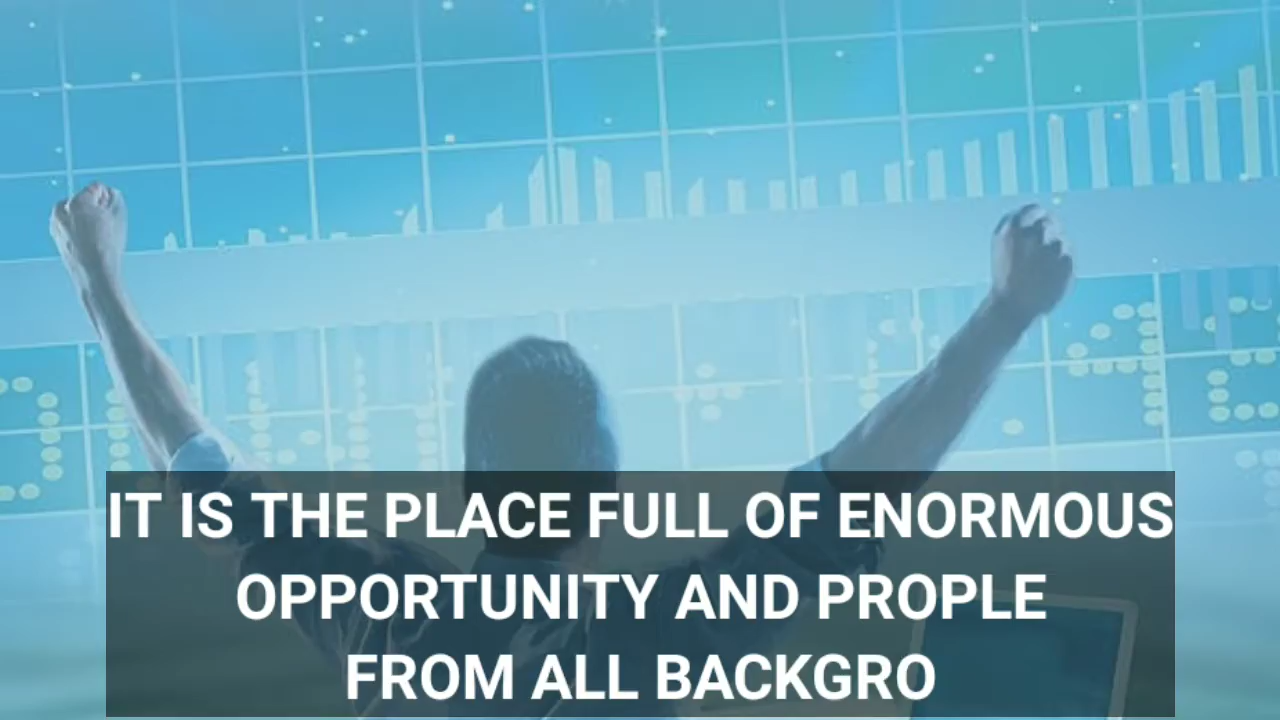 IT IS THE PLACE FULL OF ENORMOUS
OPPORTUNITY AND PROPLE
FROM ALL BACKGRO